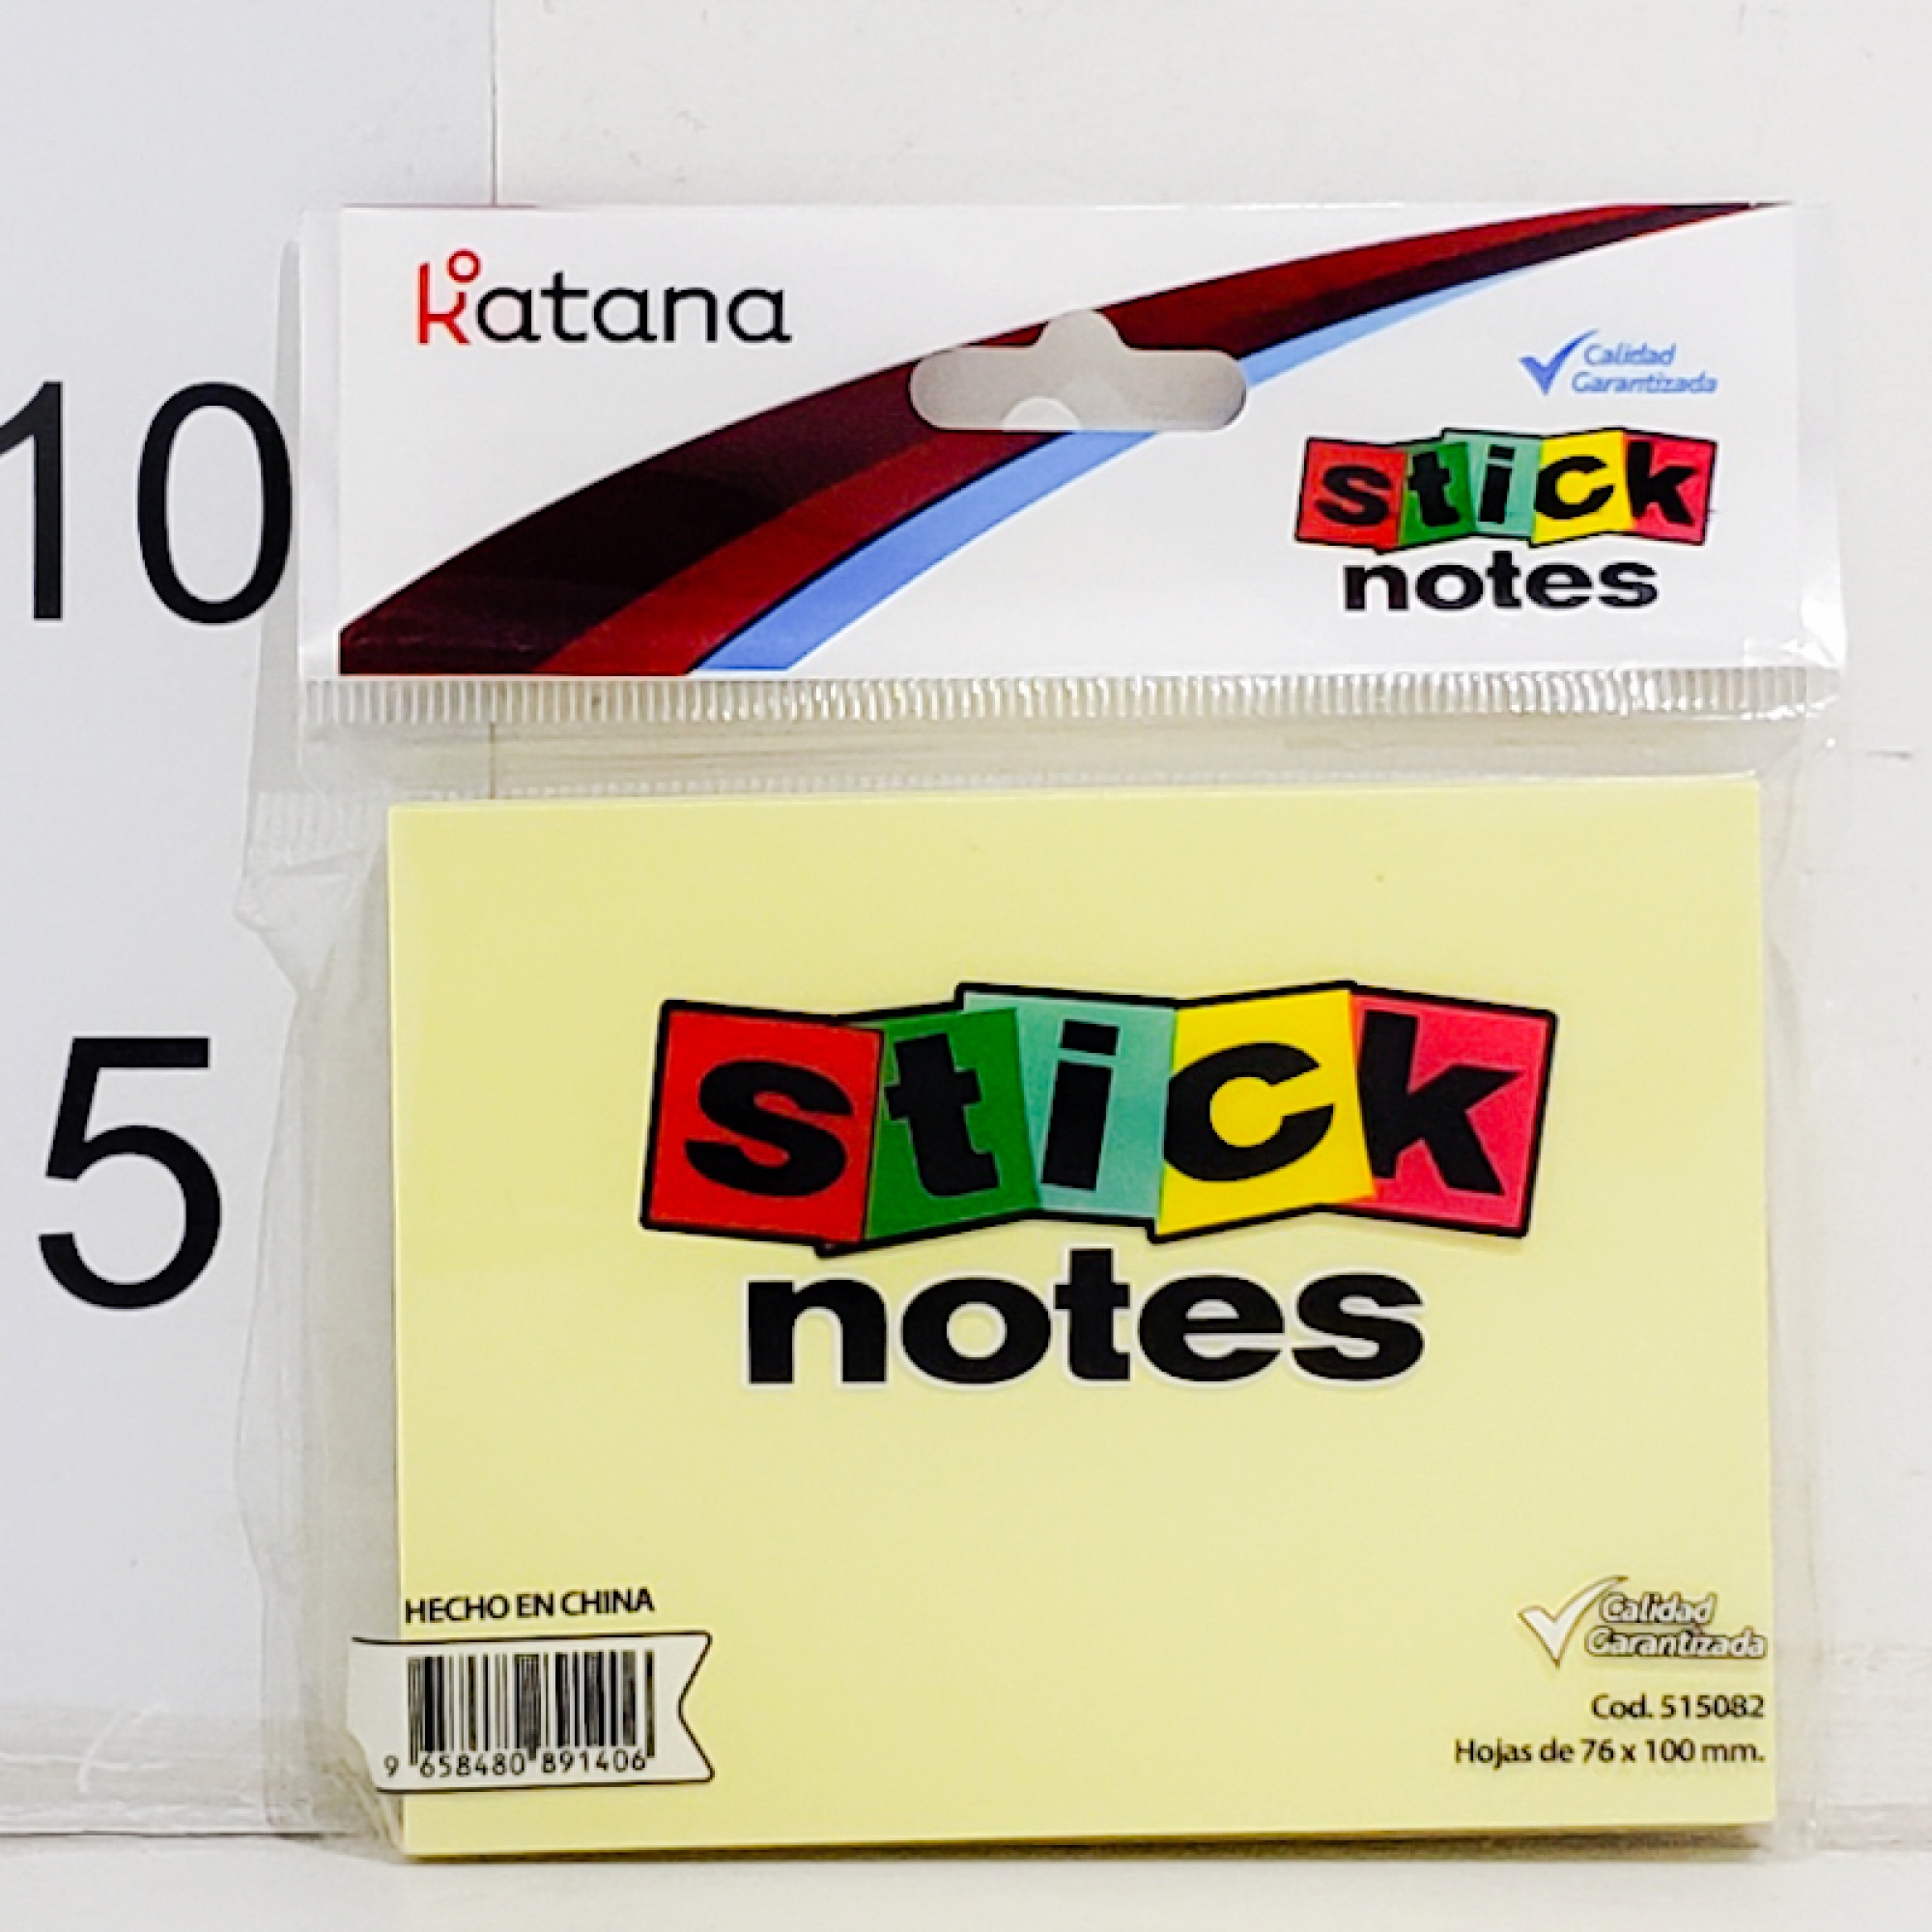 katana
Calidad
Garantizada
stick
notes
10
5
stick
notes
HECHO EN CHINA
9 658480 891406
Calidad
Garantizada
Cod. 515082
Hojas de 76 x 100 mm.